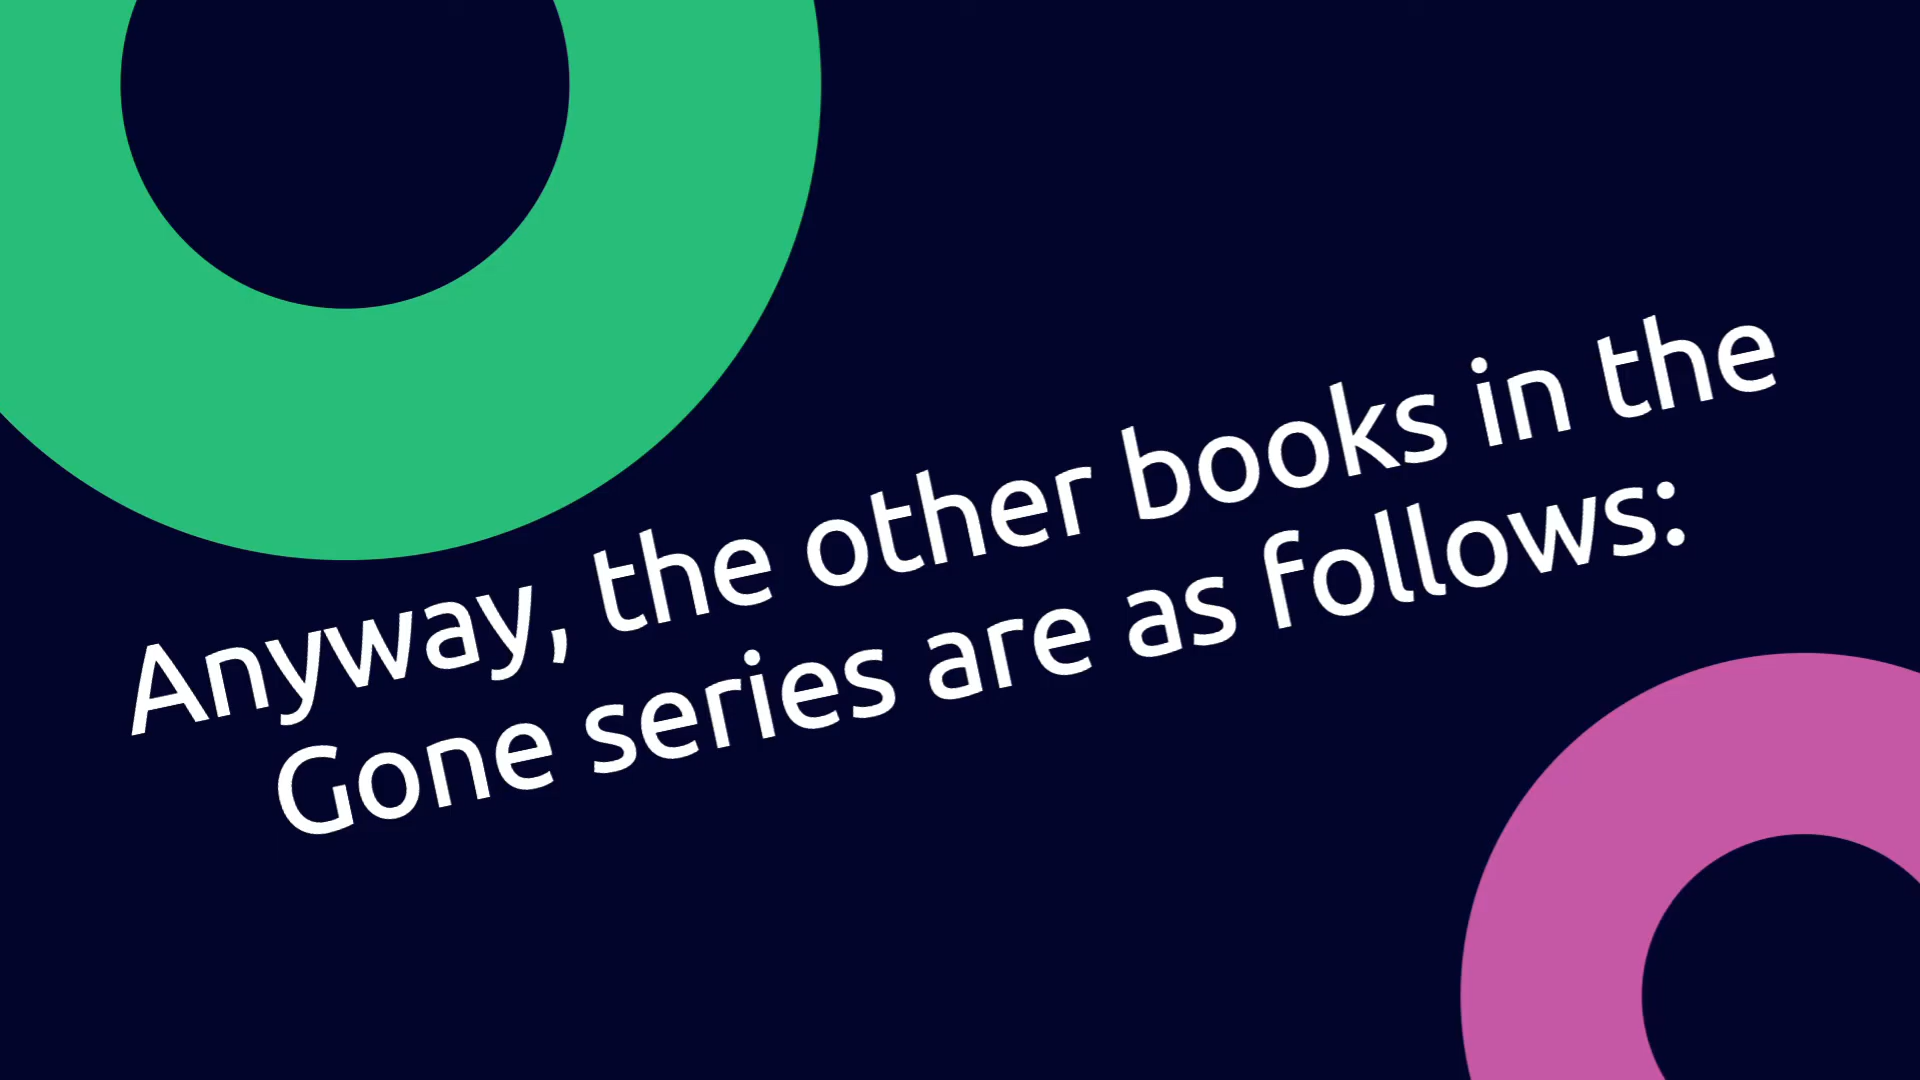 Anyway, the other books in the
Gone series are as follows: